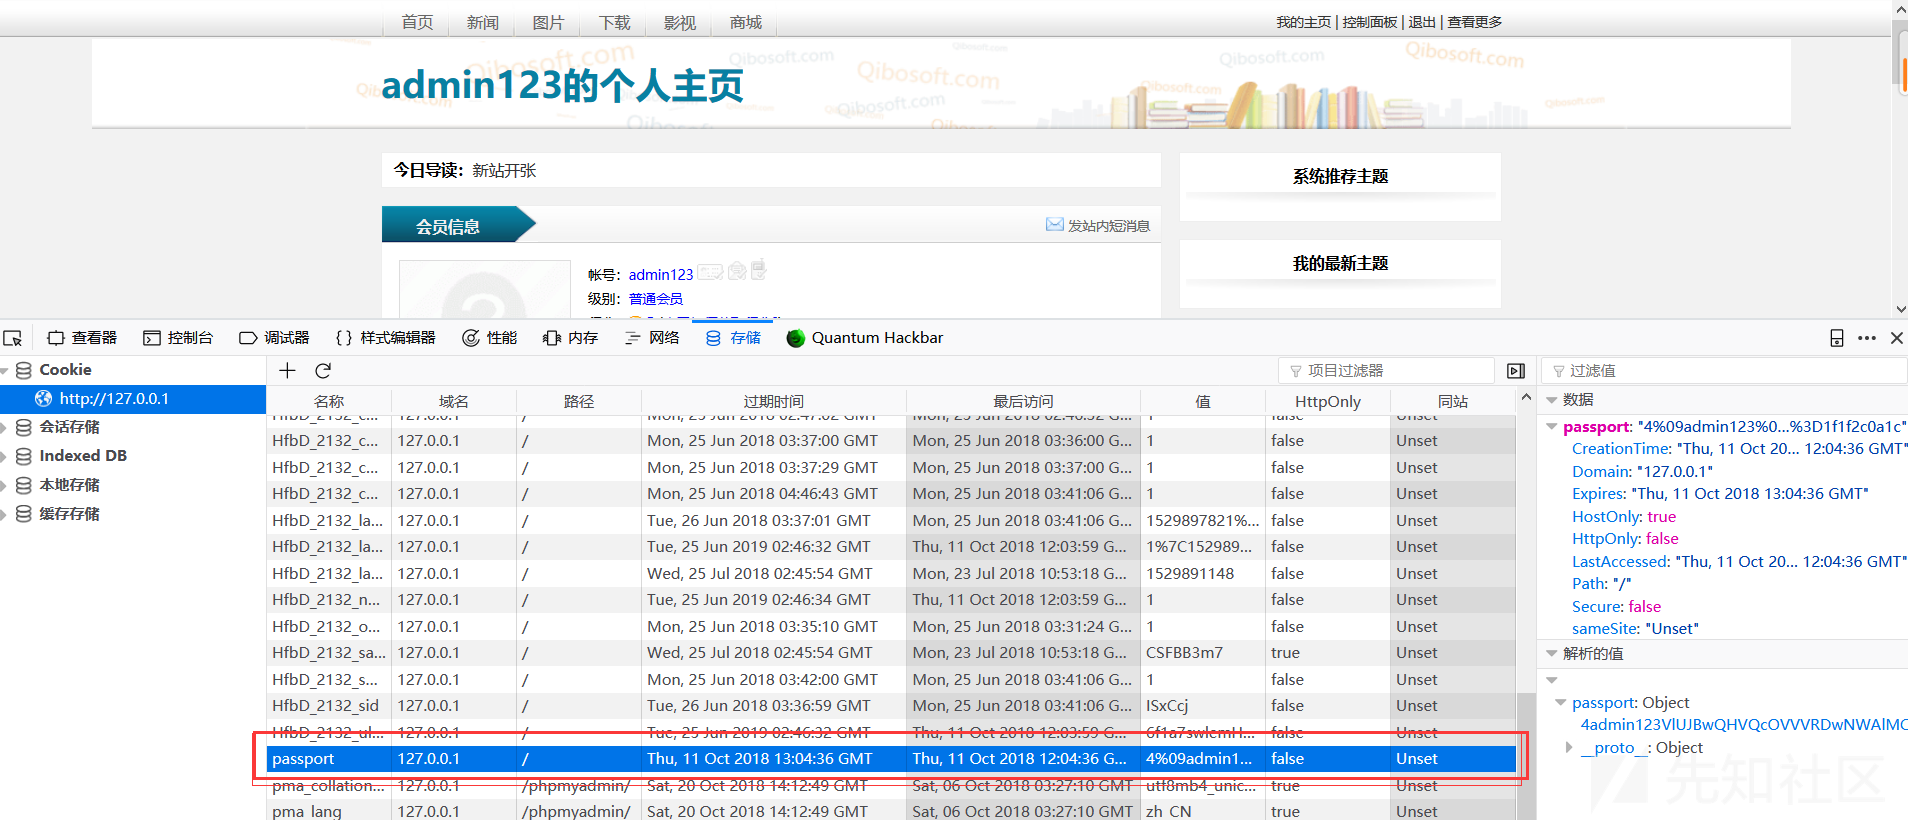 首页 新闻 图片 下载 影视 商城 我的主页 | 控制面板 | 退出 | 查看更多
Qibosoft.com Qibosoft.com Qibosoft.com Qibosoft.com Qibosoft.com
admin123的个人主页
Qibosoft.com Qibosoft.com Qibosoft.com
今日导读： 新站开张
系统推荐主题
会员信息 发站内短消息
我的最新主题
帐号： admin123
级别： 普通会员
查看器 控制台 调试器 {} 样式编辑器 性能 内存 网络 存储 Quantum Hackbar
Cookie
http://127.0.0.1
会话存储
Indexed DB
本地存储
缓存存储
项目过滤器 过滤值
名称 域名 路径 过期时间 最后访问 值 HttpOnly 同站
HfbD_2132_c... 127.0.0.1 / Mon, 25 Jun 2018 03:37:00 GMT Mon, 25 Jun 2018 03:36:00 G... 1 false Unset
HfbD_2132_c... 127.0.0.1 / Mon, 25 Jun 2018 03:37:29 GMT Mon, 25 Jun 2018 03:37:00 G... 1 false Unset
HfbD_2132_c... 127.0.0.1 / Mon, 25 Jun 2018 04:46:43 GMT Mon, 25 Jun 2018 03:41:06 G... 1 false Unset
HfbD_2132_la... 127.0.0.1 / Tue, 26 Jun 2018 03:37:01 GMT Mon, 25 Jun 2018 03:41:06 G... 1529897821%... false Unset
HfbD_2132_la... 127.0.0.1 / Tue, 25 Jun 2019 02:46:32 GMT Thu, 11 Oct 2018 12:03:59 G... 1%7C152989... false Unset
HfbD_2132_la... 127.0.0.1 / Wed, 25 Jul 2018 02:45:54 GMT Mon, 23 Jul 2018 10:53:18 G... 1529891148 false Unset
HfbD_2132_n... 127.0.0.1 / Tue, 25 Jun 2019 02:46:34 GMT Thu, 11 Oct 2018 12:03:59 G... 1 false Unset
HfbD_2132_o... 127.0.0.1 / Mon, 25 Jun 2018 03:35:10 GMT Mon, 25 Jun 2018 03:31:24 G... 1 false Unset
HfbD_2132_sa... 127.0.0.1 / Wed, 25 Jul 2018 02:45:54 GMT Mon, 23 Jul 2018 10:53:18 G... CSFBB3m7 true Unset
HfbD_2132_s... 127.0.0.1 / Mon, 25 Jun 2018 03:42:00 GMT Mon, 25 Jun 2018 03:41:06 G... 1 false Unset
HfbD_2132_sid 127.0.0.1 / Tue, 26 Jun 2018 03:36:59 GMT Mon, 25 Jun 2018 03:41:06 G... ISxCcj false Unset
HfbD_2132_ul... 127.0.0.1 / Tue, 25 Jun 2019 02:46:32 GMT Thu, 11 Oct 2018 12:03:59 G... false Unset
passport 127.0.0.1 / Thu, 11 Oct 2018 13:04:36 GMT Thu, 11 Oct 2018 12:04:36 G... 4%09admin1... false Unset
pma_collation... 127.0.0.1 /phpmyadmin/ Sat, 20 Oct 2018 14:12:49 GMT Sat, 06 Oct 2018 03:27:10 GMT utf8mb4_unic... true Unset
pma_lang 127.0.0.1 /phpmyadmin/ Sat, 20 Oct 2018 14:12:49 GMT Sat, 06 Oct 2018 03:27:10 GMT zh_CN true Unset
数据
passport: "4%09admin123%0...%3D1f1f2c0a1c"
CreationTime: "Thu, 11 Oct 20... 12:04:36 GMT"
Domain: "127.0.0.1"
Expires: "Thu, 11 Oct 2018 13:04:36 GMT"
HostOnly: true
HttpOnly: false
LastAccessed: "Thu, 11 Oct 20... 12:04:36 GMT"
Path: "/"
Secure: false
sameSite: "Unset"
解析的值
passport: Object
4admin123VlUJBwQHVQcOVVVRDwNWAlMC
__proto__: Object
先知社区